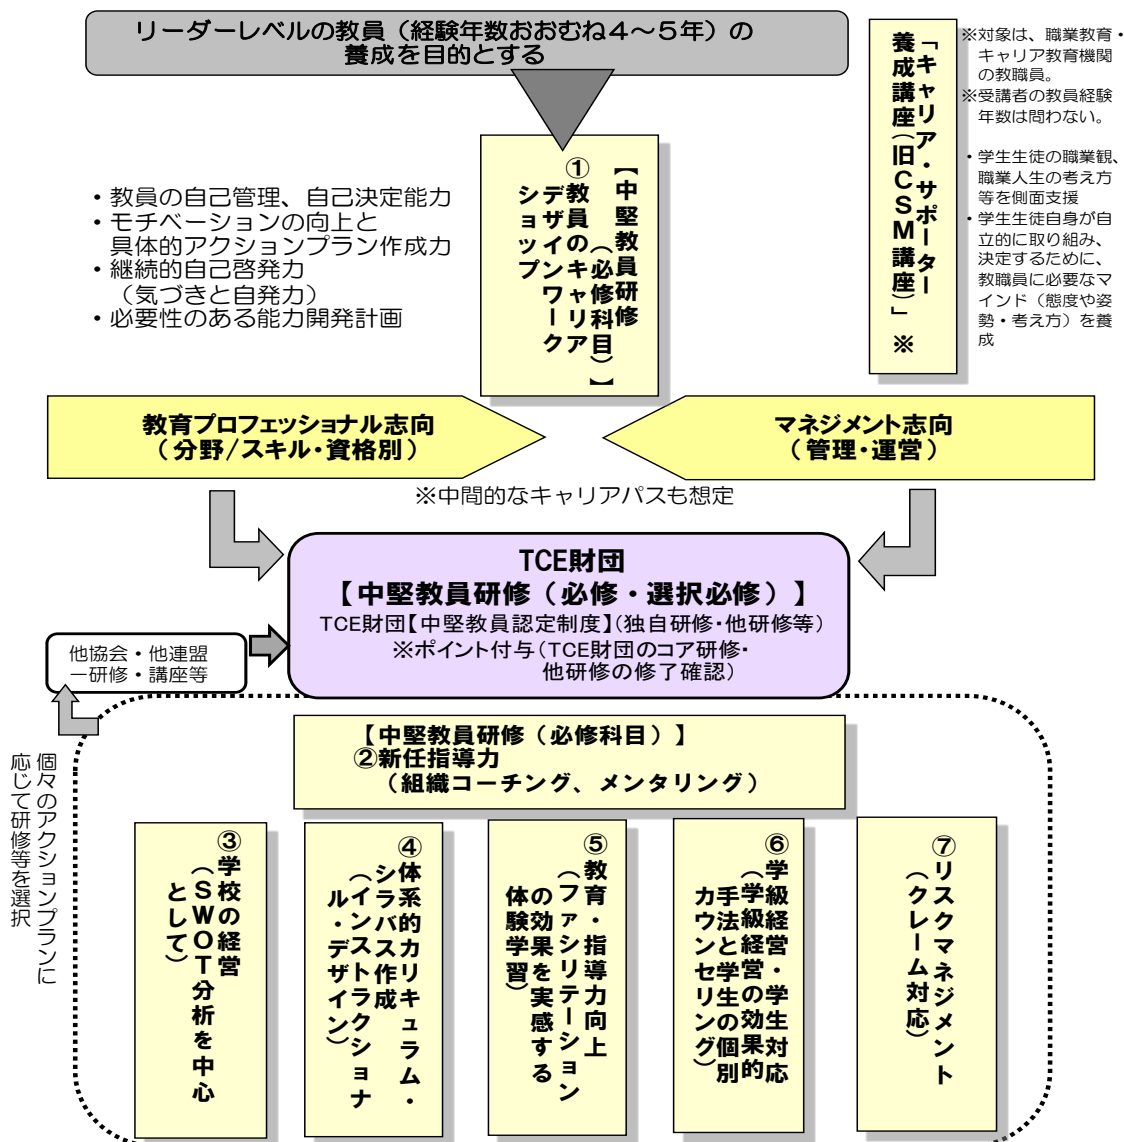 リーダーレベルの教員（経験年数おおむね４～５年）の
養成を目的とする
「キャリア・サポーター
養成講座（旧ＣＳＭ講座）」※
※対象は、職業教育・
キャリア教育機関
の教職員。
※受講者の教員経験
年数は問わない。
・学生生徒の職業観、
職業人生の考え方
等を側面支援
・学生生徒自身が自
立的に取り組み、
決定するために、
教職員に必要なマ
インド（態度や姿
勢・考え方）を養
成
【中堅教員研修
（必修科目）】
①教員のキャリア
デザインワーク
ショップ
・教員の自己管理、自己決定能力
・モチベーションの向上と
具体的アクションプラン作成力
・継続的自己啓発力
（気づきと自発力）
・必要性のある能力開発計画
教育プロフェッショナル志向
（分野/スキル・資格別）
マネジメント志向
（管理・運営）
※中間的なキャリアパスも想定
TCE財団
【中堅教員研修（必修・選択必修）】
TCE財団【中堅教員認定制度】（独自研修・他研修等）
※ポイント付与（TCE財団のコア研修・
他研修の修了確認）
他協会・他連盟
－研修・講座等
個々のアクションプランに
応じて研修等を選択
【中堅教員研修（必修科目）】
②新任指導力
（組織コーチング、メンタリング）
③学校の経営
（ＳＷＯＴ分析を中心
として）
④体系的カリキュラム・
シラバス作成
（インストラクショナ
ル・デザイン）
⑤教育・指導力向上
（ファシリテーション
の効果を実感する
体験学習）
⑥学級経営・学生対応
（学級経営の効果的
手法と学生の個別
カウンセリング）
⑦リスクマネジメント
（クレーム対応）